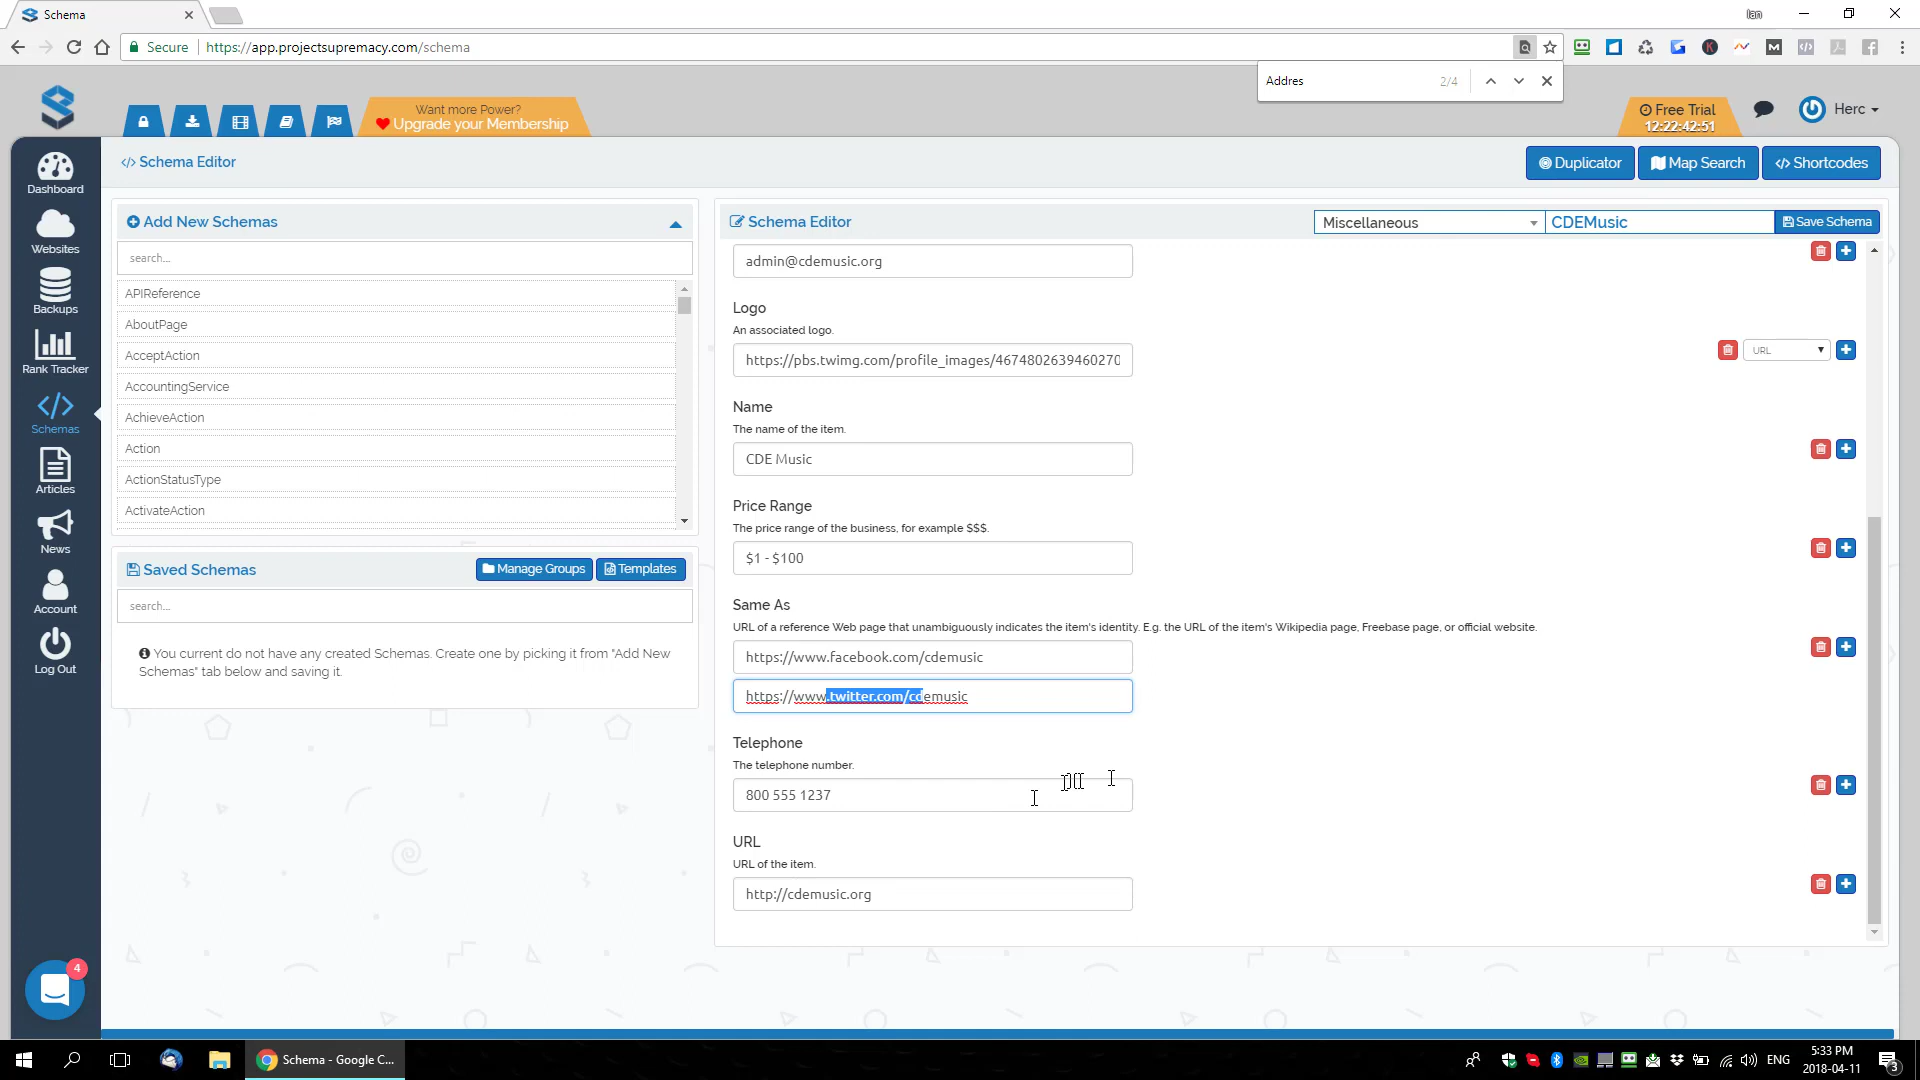 Schema
Ian
Secure
https://app.projectsupremacy.com/schema
Addres
2/4
Want more Power?
Upgrade your Membership
Free Trial
12:22:42:51
Herc
Schema Editor
Duplicator
Map Search
Shortcodes
Dashboard
Websites
Backups
Rank Tracker
Schemas
Articles
News
Account
Log Out
4
Add New Schemas
search...
APIReference
AboutPage
AcceptAction
AccountingService
AchieveAction
Action
ActionStatusType
ActivateAction
Saved Schemas
Manage Groups
Templates
search...
You current do not have any created Schemas. Create one by picking it from "Add New
Schemas" tab below and saving it.
Schema Editor
Miscellaneous
CDEMusic
Save Schema
admin@cdemusic.org
Logo
An associated logo.
https://pbs.twimg.com/profile_images/4674802639460270
URL
Name
The name of the item.
CDE Music
Price Range
The price range of the business, for example $$$.
$1 - $100
Same As
URL of a reference Web page that unambiguously indicates the item's identity. E.g. the URL of the item's Wikipedia page, Freebase page, or official website.
https://www.facebook.com/cdemusic
https://www.twitter.com/cdemusic
Telephone
The telephone number.
800 555 1237
URL
URL of the item.
http://cdemusic.org
Schema - Google C...
ENG
5:33 PM
2018-04-11
3